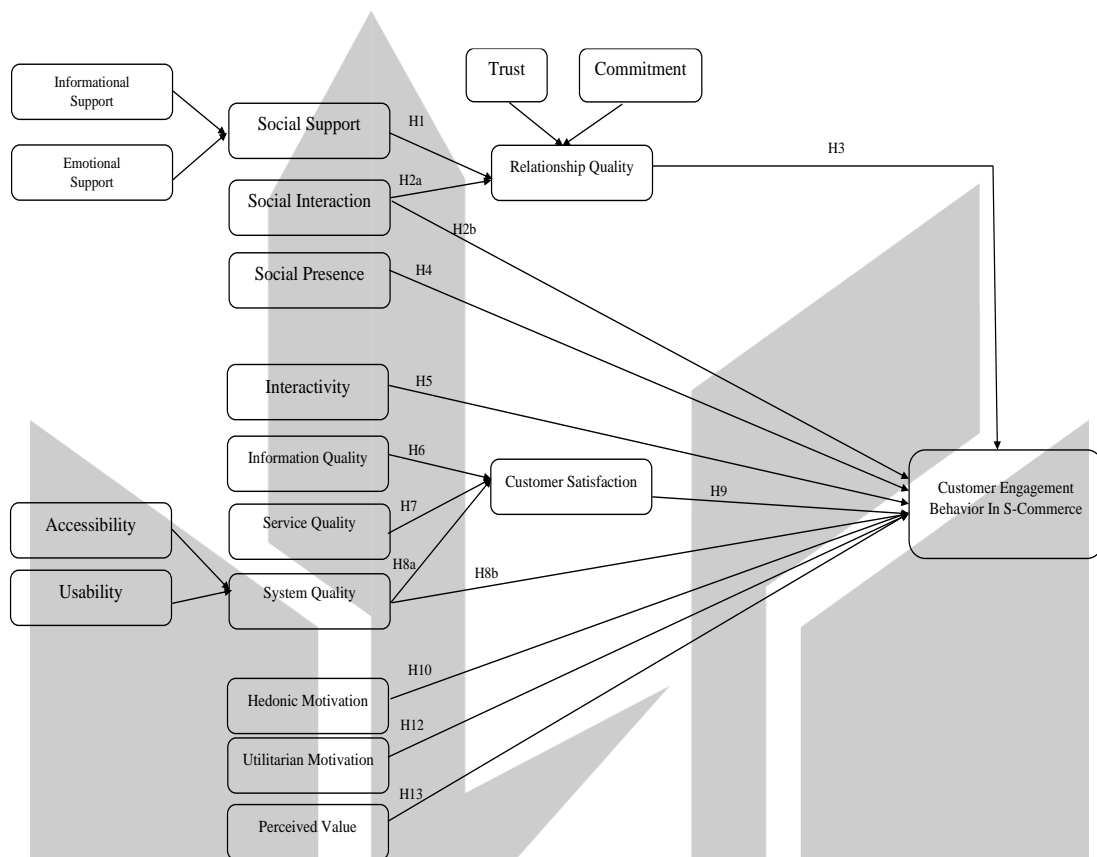 Trust
Commitment
Informational
Support
Social Support
H1
H3
Emotional
Support
Relationship Quality
H2a
Social Interaction
H2b
Social Presence
H4
Interactivity
H5
Information Quality
H6
Customer Satisfaction
H9
Customer Engagement
Behavior In S-Commerce
Accessibility
Service Quality
H7
H8a
Usability
System Quality
H8b
Hedonic Motivation
H10
Utilitarian Motivation
H12
Perceived Value
H13